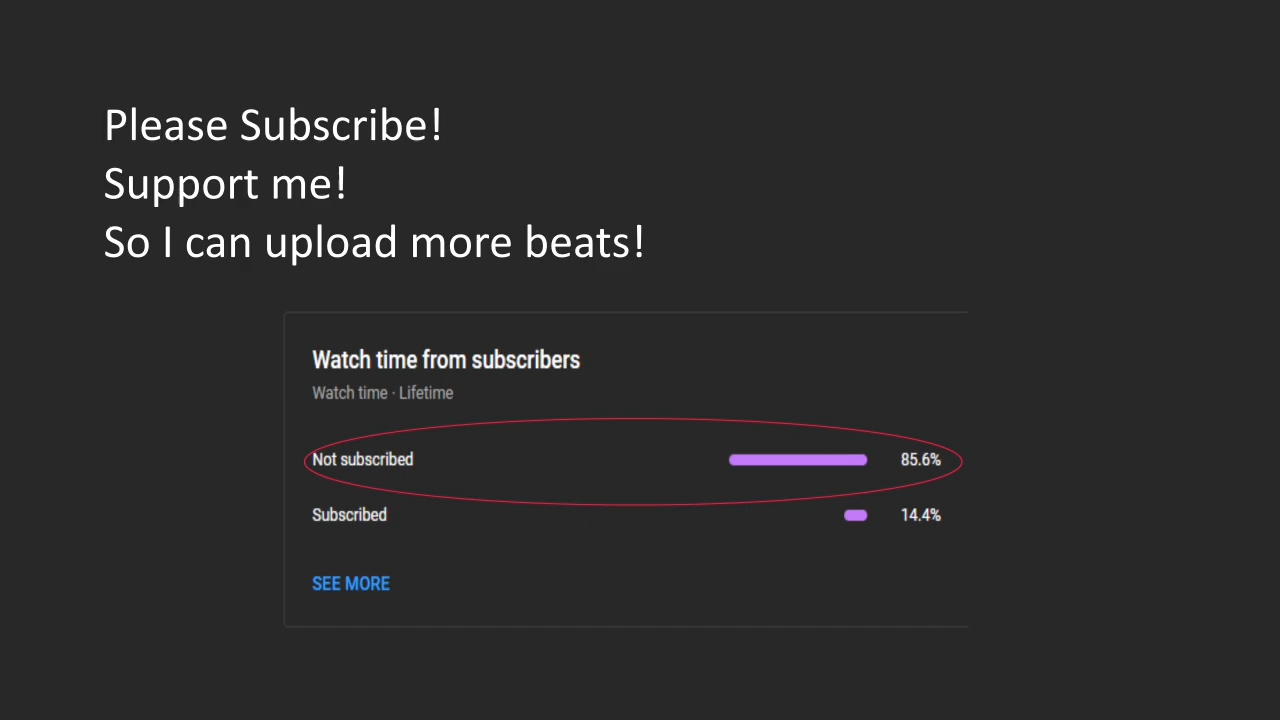 Please Subscribe!
Support me!
So I can upload more beats!
Watch time from subscribers
Watch time · Lifetime
Not subscribed 85.6%
Subscribed 14.4%
SEE MORE